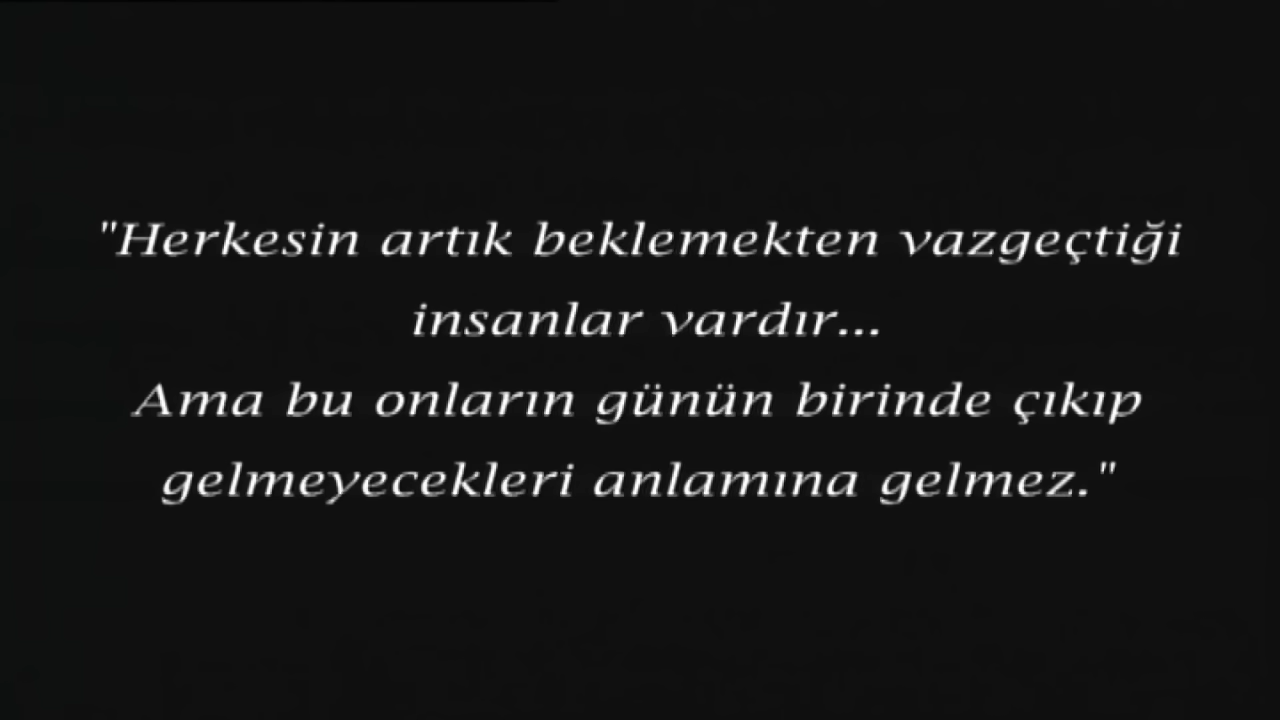 "Herkesin artık beklemekten vazgeçtiği
insanlar vardır...
Ama bu onların günün birinde çıkıp
gelmeyecekleri anlamına gelmez."